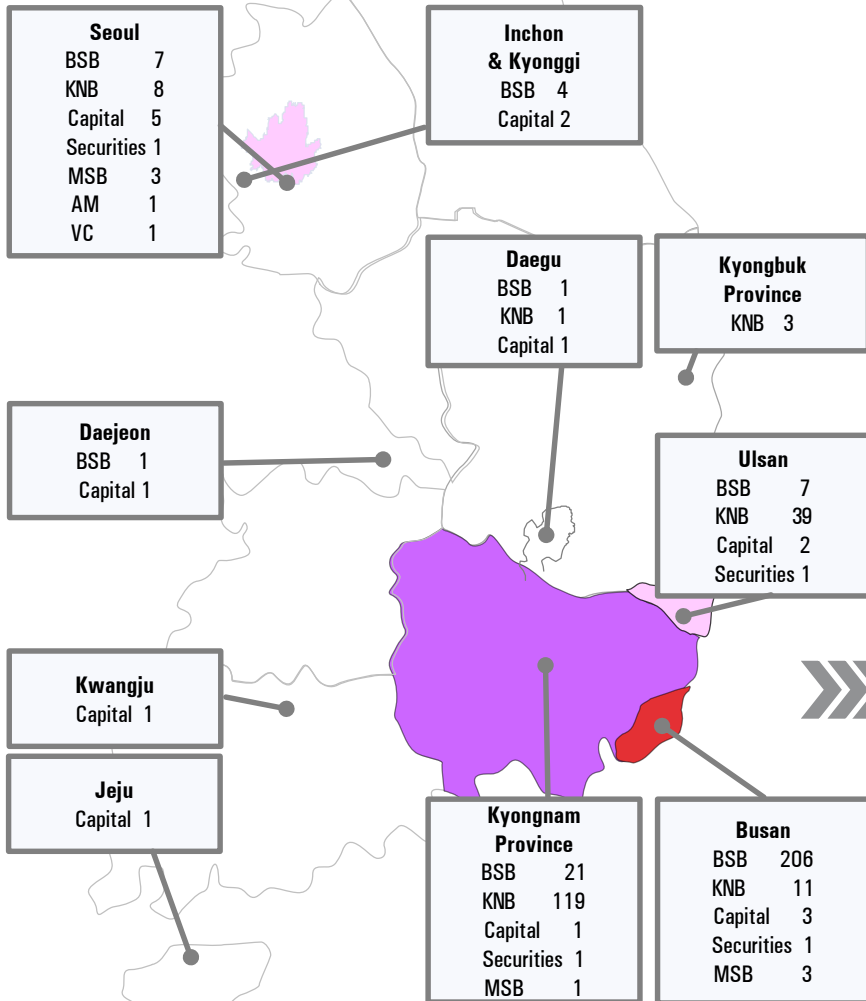 Seoul
BSB 7
KNB 8
Capital 5
Securities 1
MSB 3
AM 1
VC 1
Inchon
& Kyonggi
BSB 4
Capital 2
Daegu
BSB 1
KNB 1
Capital 1
Kyongbuk
Province
KNB 3
Daejeon
BSB 1
Capital 1
Ulsan
BSB 7
KNB 39
Capital 2
Securities 1
Kwangju
Capital 1
Jeju
Capital 1
Kyongnam
Province
BSB 21
KNB 119
Capital 1
Securities 1
MSB 1
Busan
BSB 206
KNB 11
Capital 3
Securities 1
MSB 3